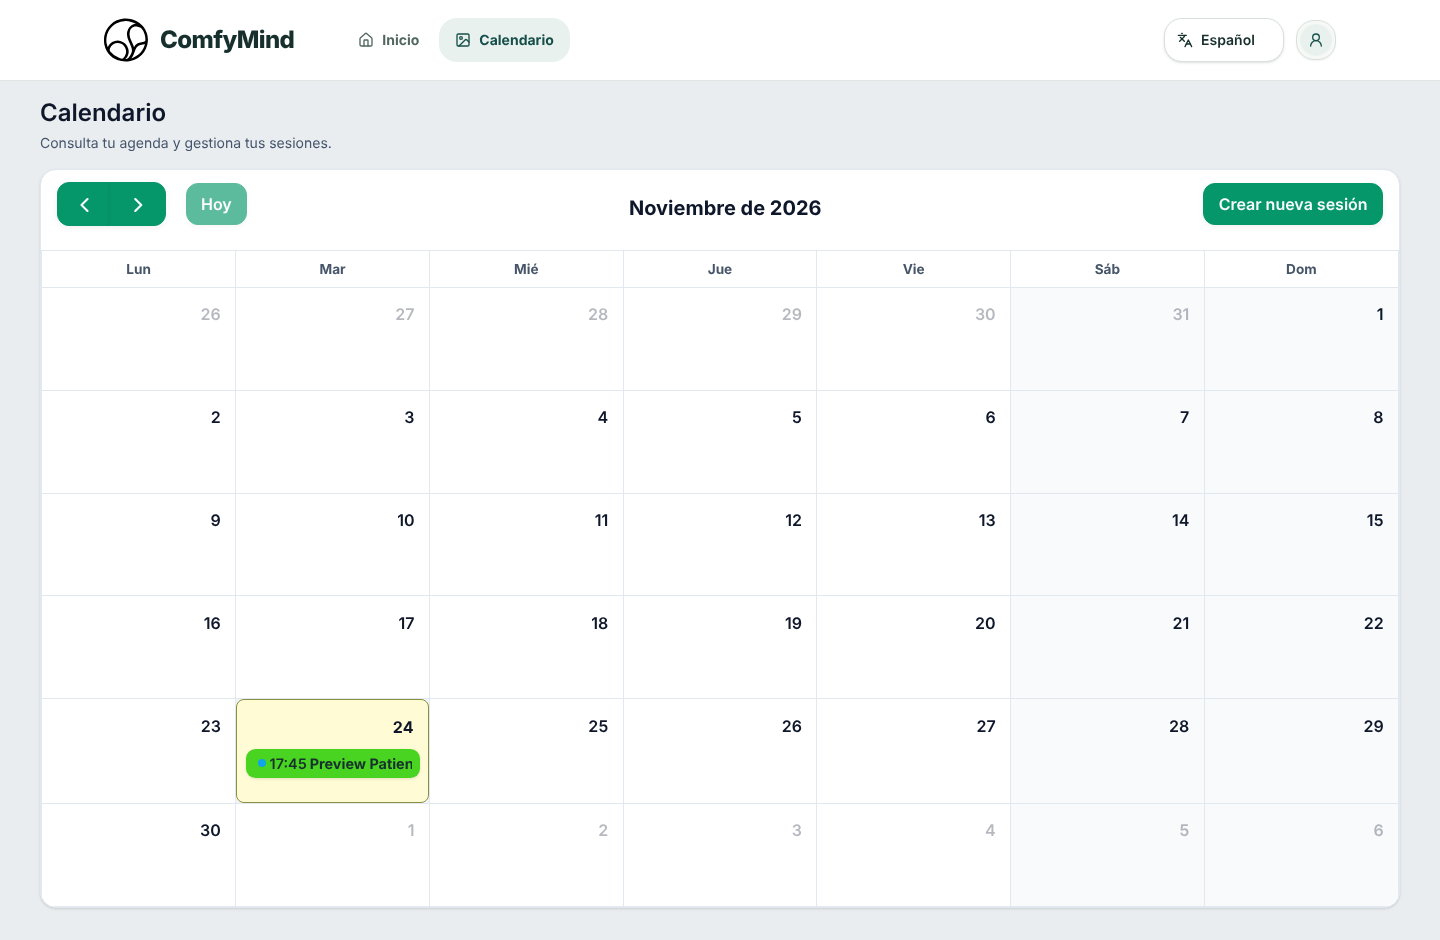 ComfyMind
Inicio
Calendario
Español
Calendario
Consulta tu agenda y gestiona tus sesiones.
Hoy
Noviembre de 2026
Crear nueva sesión
Lun Mar Mié Jue Vie Sáb Dom
26 27 28 29 30 31 1
2 3 4 5 6 7 8
9 10 11 12 13 14 15
16 17 18 19 20 21 22
23 24 25 26 27 28 29
17:45 Preview Patien
30 1 2 3 4 5 6